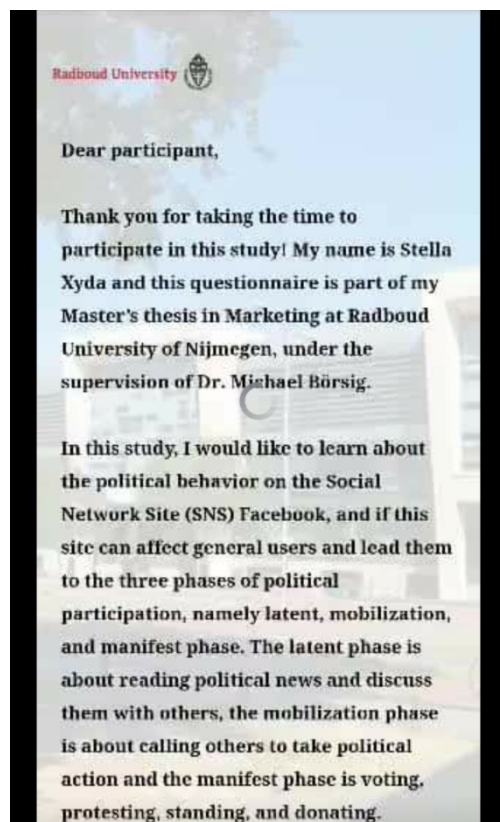 Radboud University
Dear participant,
Thank you for taking the time to
participate in this study! My name is Stella
Xyda and this questionnaire is part of my
Master's thesis in Marketing at Radboud
University of Nijmegen, under the
supervision of Dr. Michael Börsig.
In this study, I would like to learn about
the political behavior on the Social
Network Site (SNS) Facebook, and if this
site can affect general users and lead them
to the three phases of political
participation, namely latent, mobilization,
and manifest phase. The latent phase is
about reading political news and discuss
them with others, the mobilization phase
is about calling others to take political
action and the manifest phase is voting,
protesting, standing, and donating.